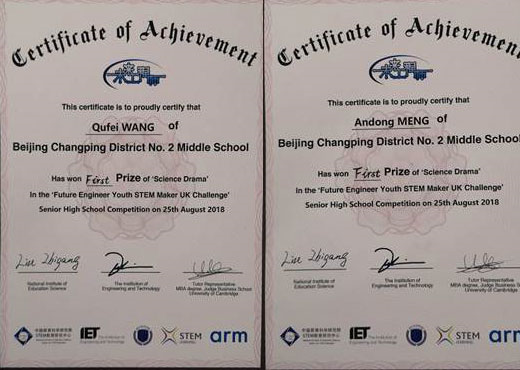 Certificate of Achievement
This certificate is to proudly certify that
Qufei WANG of
Beijing Changping District No. 2 Middle School
Has won First Prize of 'Science Drama'
In the 'Future Engineer Youth STEM Maker UK Challenge'
Senior High School Competition on 25th August 2018
Liu Zhigang
National Institute of
Education Science
The Institution of
Engineering and Technology
Tutor Representative
MBA degree, Judge Business School
University of Cambridge
IET
STEM
arm
Certificate of Achievement
This certificate is to proudly certify that
Andong MENG of
Beijing Changping District No. 2 Middle School
Has won First Prize of 'Science Drama'
In the 'Future Engineer Youth STEM Maker UK Challenge'
Senior High School Competition on 25th August 2018
Liu Zhigang
National Institute of
Education Science
The Institution of
Engineering and Technology
Tutor Representative
MBA degree, Judge Business School
University of Cambridge
IET
STEM
arm